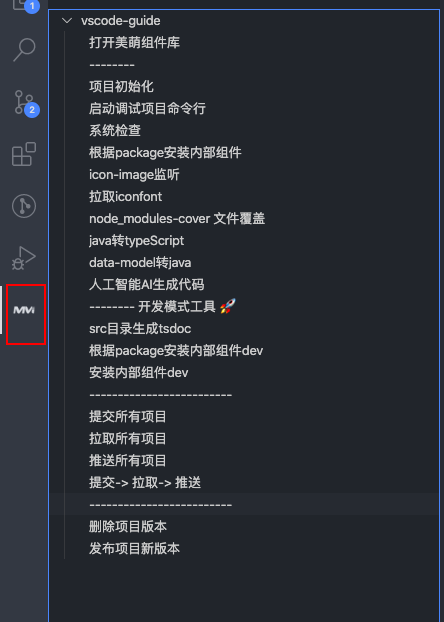 1
vscode-guide
打开美萌组件库
--------
项目初始化
启动调试项目命令行
2
系统检查
根据package安装内部组件
icon-image监听
拉取iconfont
node_modules-cover 文件覆盖
java转typeScript
data-model转java
人工智能AI生成代码
-------- 开发模式工具 🚀
MM
src目录生成tsdoc
根据package安装内部组件dev
安装内部组件dev
-------------------------
提交所有项目
拉取所有项目
推送所有项目
提交-> 拉取-> 推送
-------------------------
删除项目版本
发布项目新版本